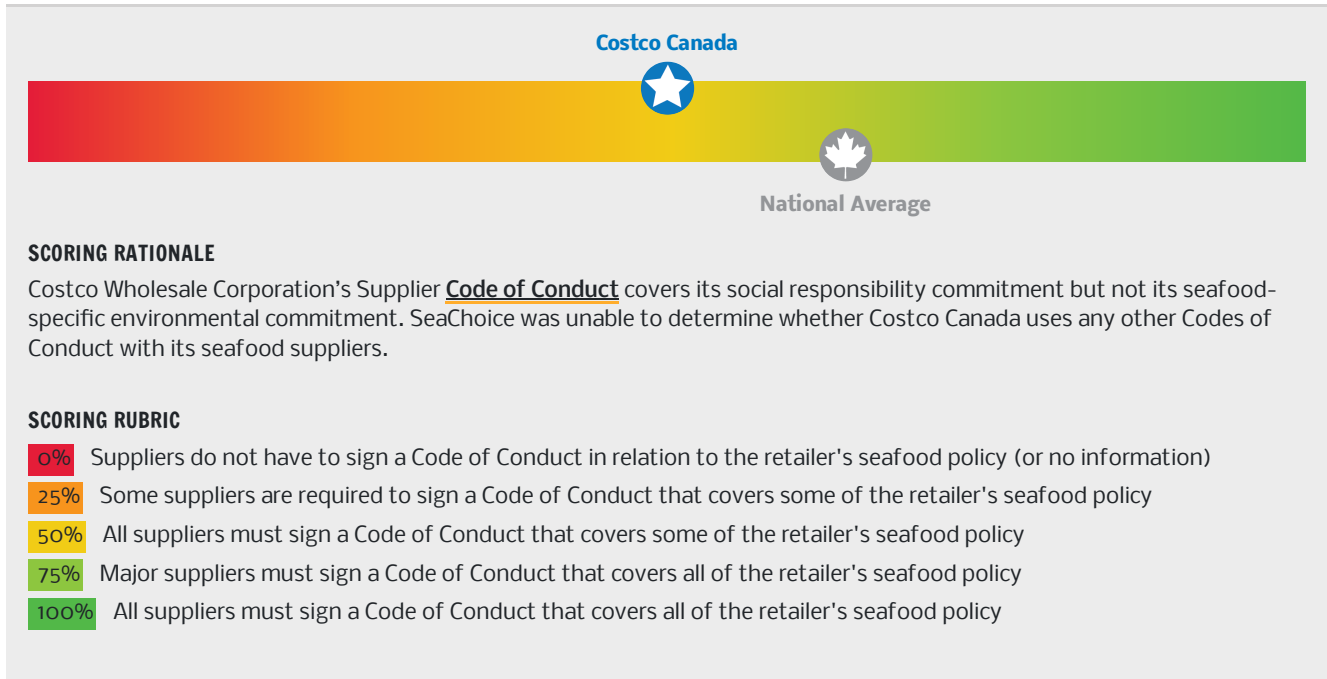 Costco Canada
National Average
SCORING RATIONALE
Costco Wholesale Corporation's Supplier Code of Conduct covers its social responsibility commitment but not its seafood-
specific environmental commitment. SeaChoice was unable to determine whether Costco Canada uses any other Codes of
Conduct with its seafood suppliers.
SCORING RUBRIC
0% Suppliers do not have to sign a Code of Conduct in relation to the retailer's seafood policy (or no information)
25% Some suppliers are required to sign a Code of Conduct that covers some of the retailer's seafood policy
50% All suppliers must sign a Code of Conduct that covers some of the retailer's seafood policy
75% Major suppliers must sign a Code of Conduct that covers all of the retailer's seafood policy
100% All suppliers must sign a Code of Conduct that covers all of the retailer's seafood policy